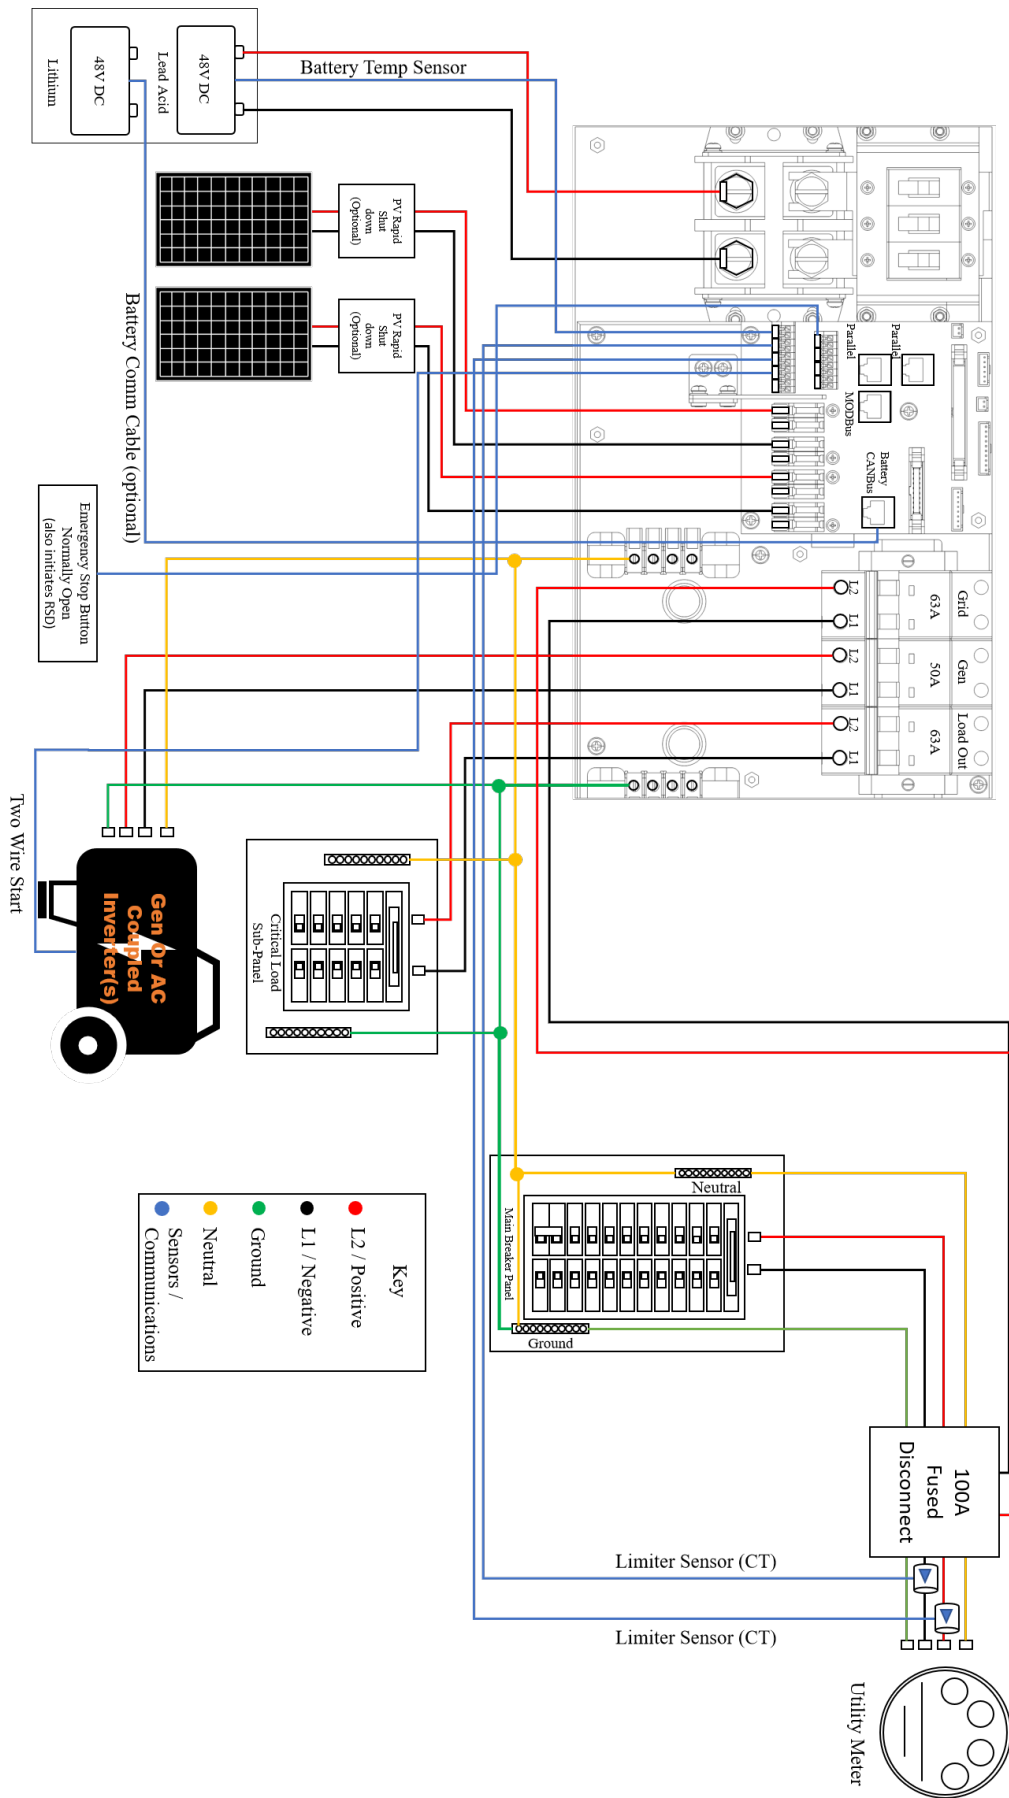 48V DC
Lithium
48V DC
Lead Acid
Battery Temp Sensor
PV Rapid
Shut
down
(Optional)
PV Rapid
Shut
down
(Optional)
Battery Comm Cable (optional)
Parallel
Parallel
MODBus
Battery
CANBus
Emergency Stop Button
Normally Open
(also initiates RSD)
L2
L1
63A
Grid
L2
L1
50A
Gen
L2
L1
63A
Load Out
Two Wire Start
Gen Or AC
Coupled
Inverter(s)
Critical Load
Sub-Panel
Neutral
Main Breaker Panel
Ground
Key
L2 / Positive
L1 / Negative
Ground
Neutral
Sensors /
Communications
100A
Fused
Disconnect
Limiter Sensor (CT)
Limiter Sensor (CT)
Utility Meter